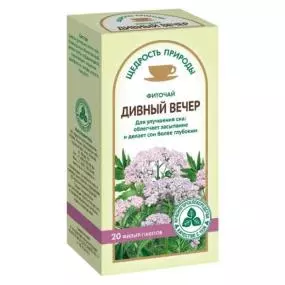 ЩЕДРОСТЬ ПРИРОДЫ
ФИТОЧАЙ
ДИВНЫЙ ВЕЧЕР
Для улучшения сна:
облегчает засыпание
и делает сон более глубоким
20 ФИЛЬТР-ПАКЕТОВ